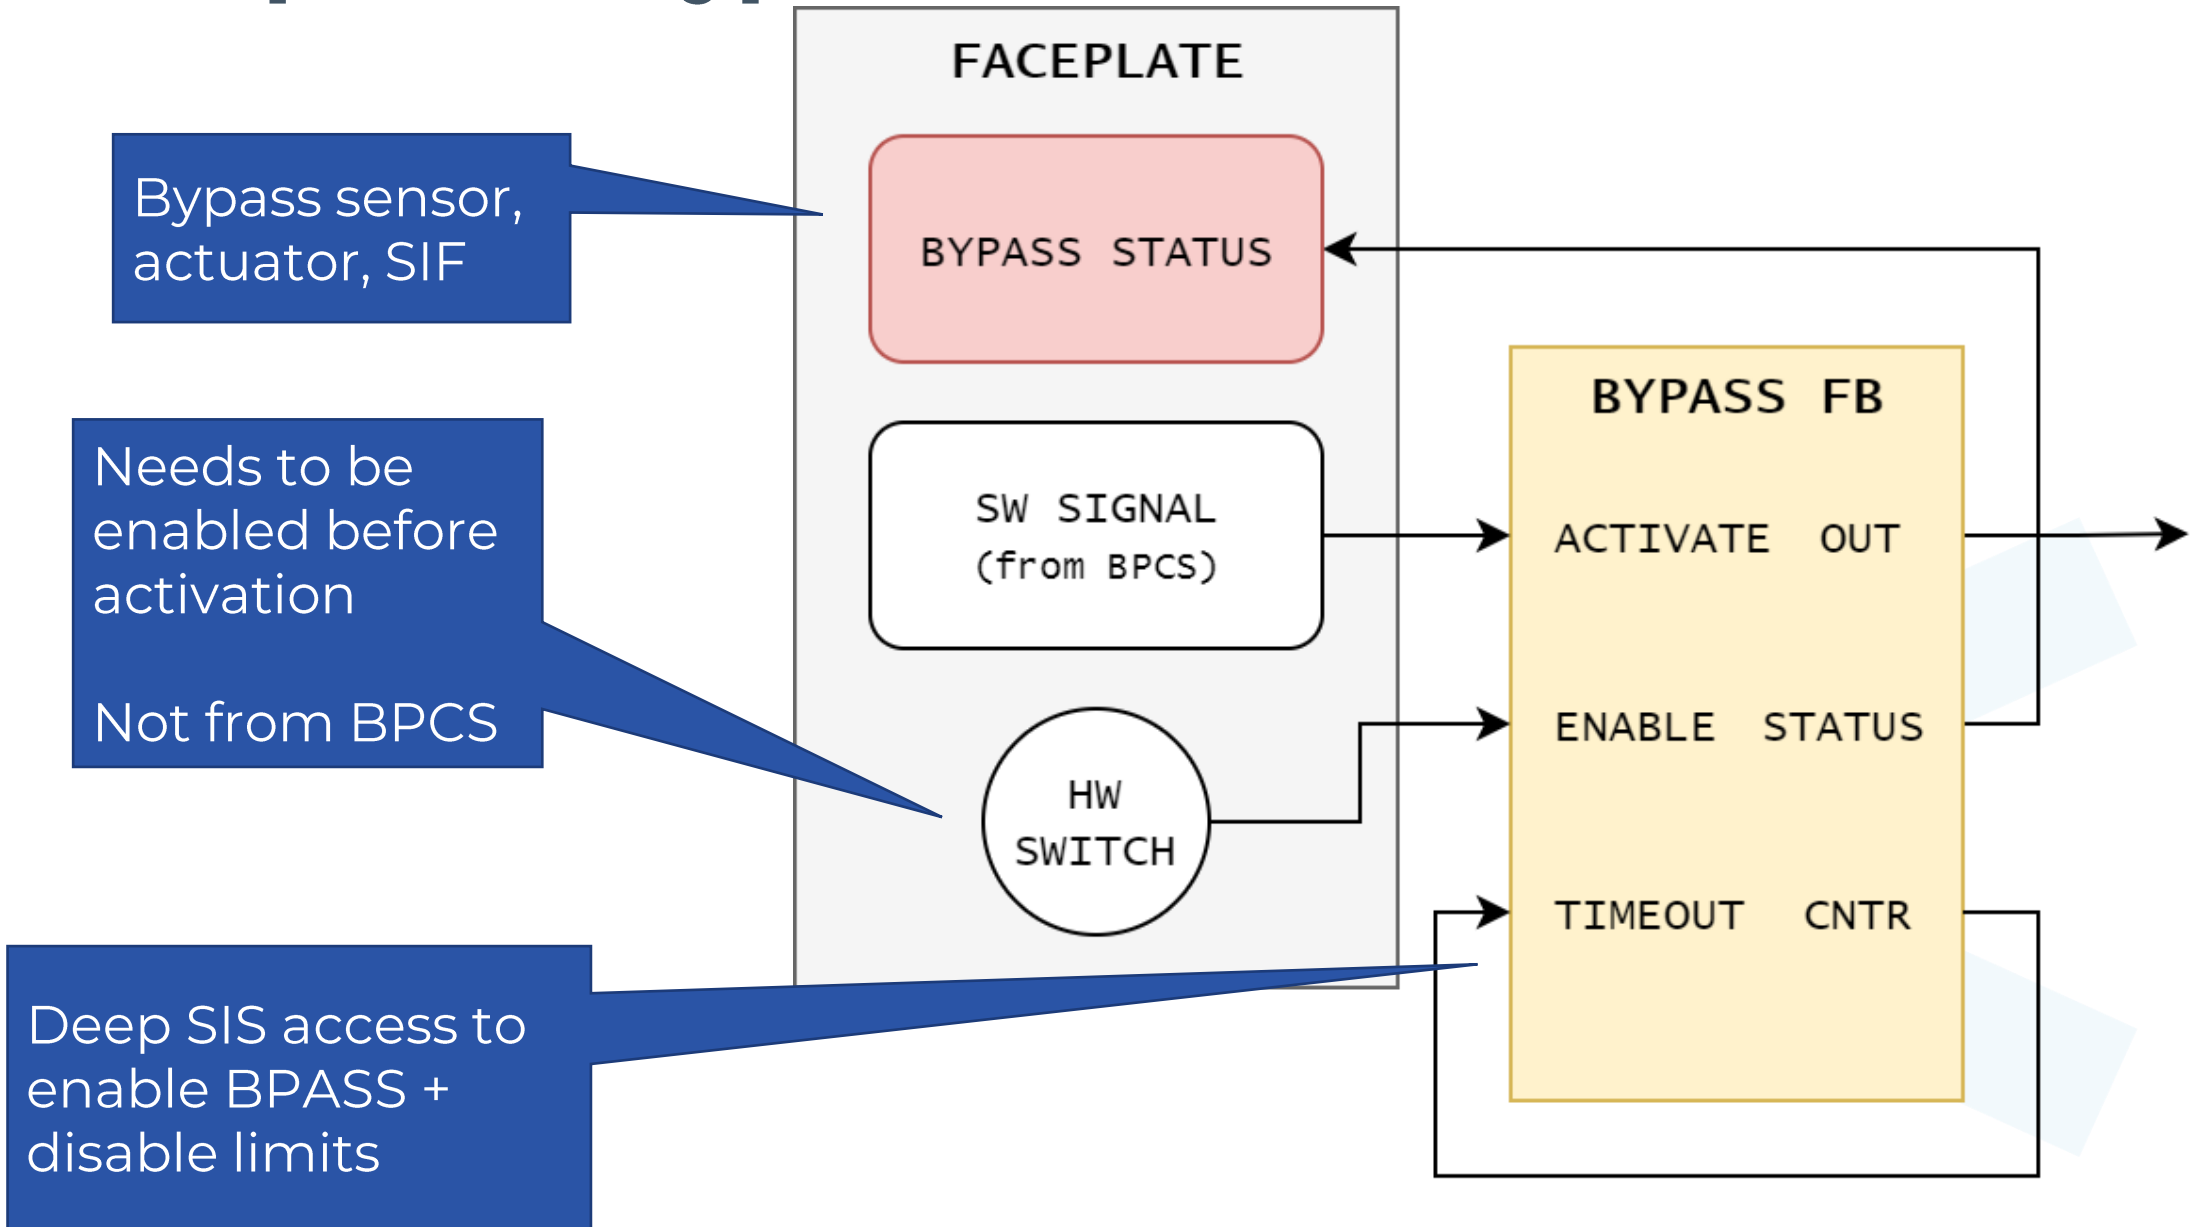 FACEPLATE
Bypass sensor,
actuator, SIF
BYPASS STATUS
Needs to be
enabled before
activation
Not from BPCS
SW SIGNAL
(from BPCS)
HW
SWITCH
BYPASS FB
ACTIVATE OUT
ENABLE STATUS
TIMEOUT CNTR
Deep SIS access to
enable BPASS +
disable limits